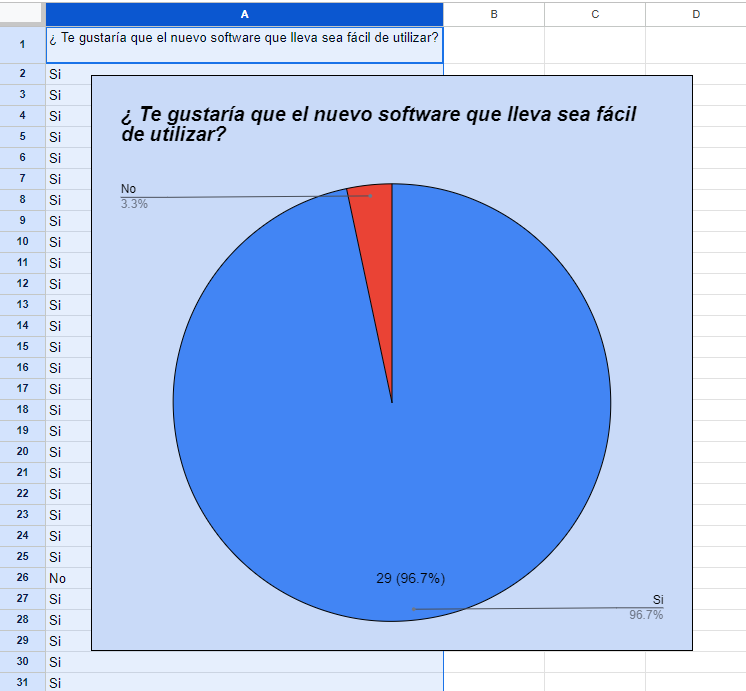 A B C D
1 ¿ Te gustaría que el nuevo software que lleva sea fácil de utilizar?
2 Si
3 Si
4 Si
5 Si
6 Si
7 Si
8 Si
9 Si
10 Si
11 Si
12 Si
13 Si
14 Si
15 Si
16 Si
17 Si
18 Si
19 Si
20 Si
21 Si
22 Si
23 Si
24 Si
25 Si
26 No
27 Si
28 Si
29 Si
30 Si
31 Si
¿ Te gustaría que el nuevo software que lleva sea fácil
de utilizar?
No
3.3%
29 (96.7%)
Si
96.7%